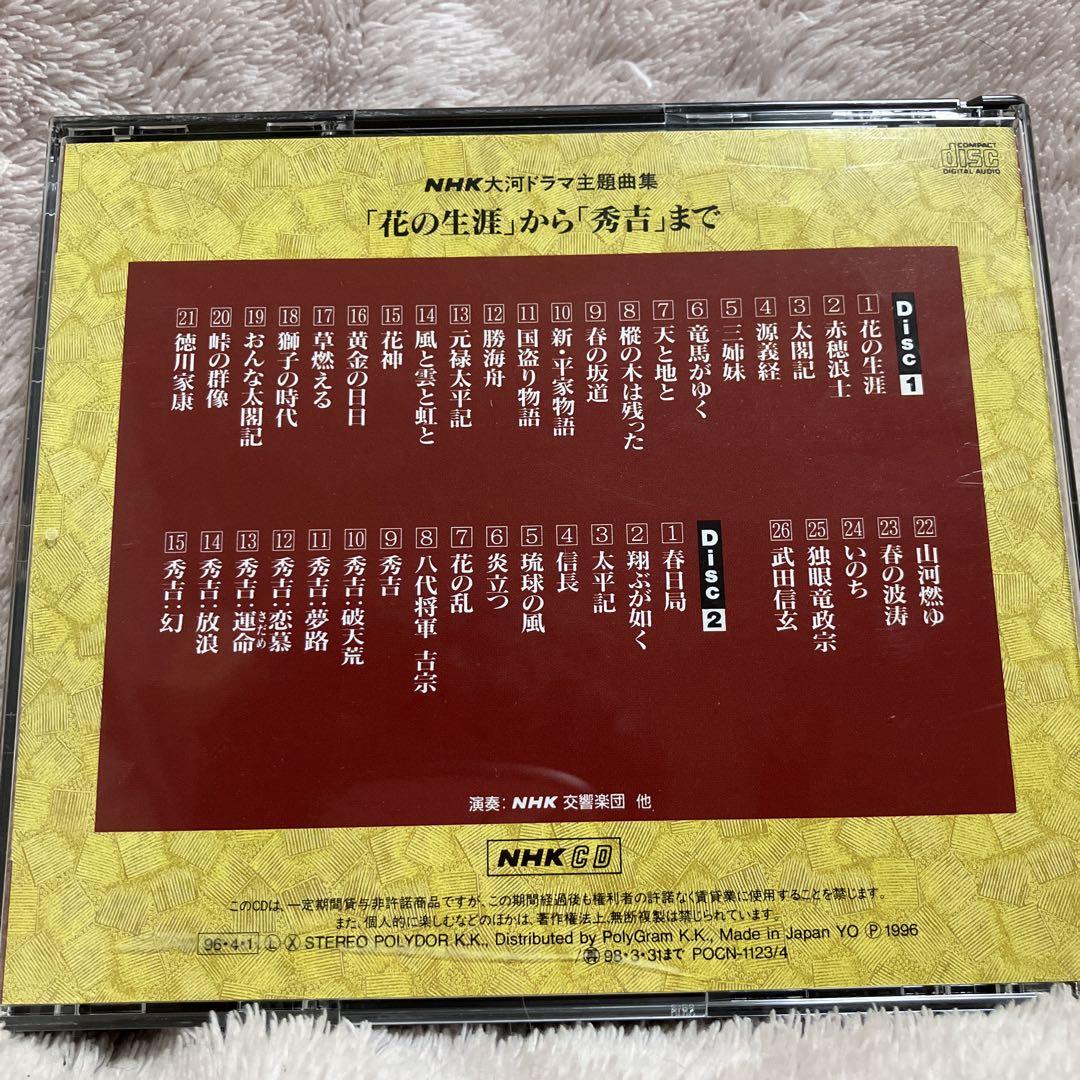 COMPACT
disc
DIGITAL AUDIO
NHK大河ドラマ主題曲集
「花の生涯」から「秀吉」まで
Disc 1
1 花の生涯
2 赤穂浪士
3 太閤記
4 源義経
5 三姉妹
6 竜馬がゆく
7 天と地と
8 樅の木は残った
9 春の坂道
10 新・平家物語
11 国盗り物語
12 勝海舟
13 元禄太平記
14 風と雲と虹と
15 花神
16 黄金の日日
17 草燃える
18 獅子の時代
19 おんな太閤記
20 峠の群像
21 徳川家康
22 山河燃ゆ
23 春の波涛
24 いのち
25 独眼竜政宗
26 武田信玄
Disc 2
1 春日局
2 翔ぶが如く
3 太平記
4 信長
5 琉球の風
6 炎立つ
7 花の乱
8 八代将軍 吉宗
9 秀吉
10 秀吉:破天荒
11 秀吉:夢路
12 秀吉:恋慕
13 秀吉:運命 さだめ
14 秀吉:放浪
15 秀吉:幻
演奏:NHK 交響楽団 他
NHK CD
このCDは、一定期間貸与非許諾商品ですが、この期間経過後も権利者の許諾なく賃貸業に使用することを禁じます。
また、個人的に楽しむなどのほかは、著作権法上、無断複製は禁じられています。
96・4・1 Ⓛ Ⓧ STEREO POLYDOR K.K., Distributed by PolyGram K.K., Made in Japan YO Ⓟ 1996
/再98・3・31まで POCN-1123/4